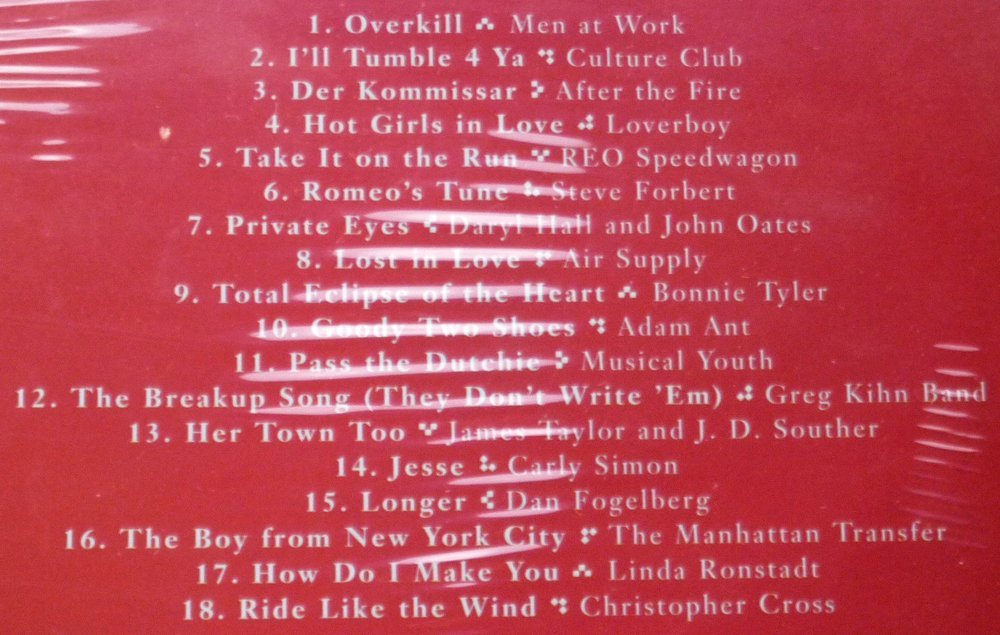 1. Overkill Men at Work
2. I'll Tumble 4 Ya Culture Club
3. Der Kommissar After the Fire
4. Hot Girls in Love Loverboy
5. Take It on the Run REO Speedwagon
6. Romeo's Tune Steve Forbert
7. Private Eyes Daryl Hall and John Oates
8. Lost in Love Air Supply
9. Total Eclipse of the Heart Bonnie Tyler
10. Goody Two Shoes Adam Ant
11. Pass the Dutchie Musical Youth
12. The Breakup Song (They Don't Write 'Em) Greg Kihn Band
13. Her Town Too James Taylor and J. D. Souther
14. Jesse Carly Simon
15. Longer Dan Fogelberg
16. The Boy from New York City The Manhattan Transfer
17. How Do I Make You Linda Ronstadt
18. Ride Like the Wind Christopher Cross